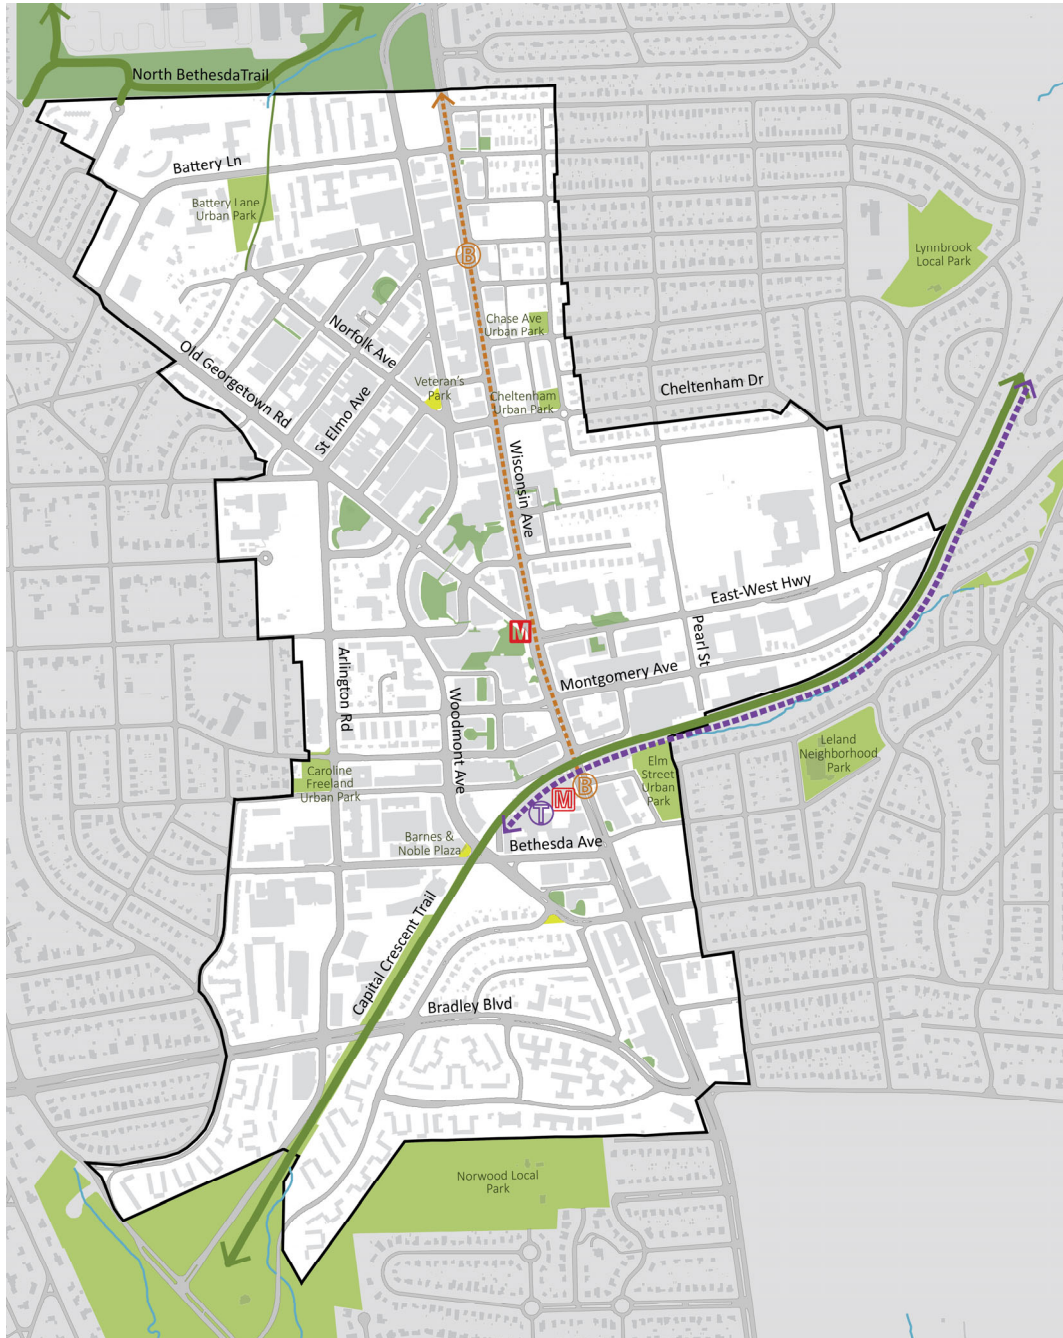 North BethesdaTrail
Battery Ln
Battery Lane
Urban Park
B
Lynnbrook
Local Park
Chase Ave
Urban Park
Norfolk Ave
Old Georgetown Rd
St Elmo Ave
Veteran's
Park
Cheltenham
Urban Park
Cheltenham Dr
Wisconsin Ave
East-West Hwy
M
Pearl St
Montgomery Ave
Arlington Rd
Woodmont Ave
Leland
Neighborhood
Park
Elm
Street
Urban
Park
Caroline
Freeland
Urban Park
B
M
T
Bethesda Ave
Barnes &
Noble Plaza
Capital Crescent Trail
Bradley Blvd
Norwood Local
Park